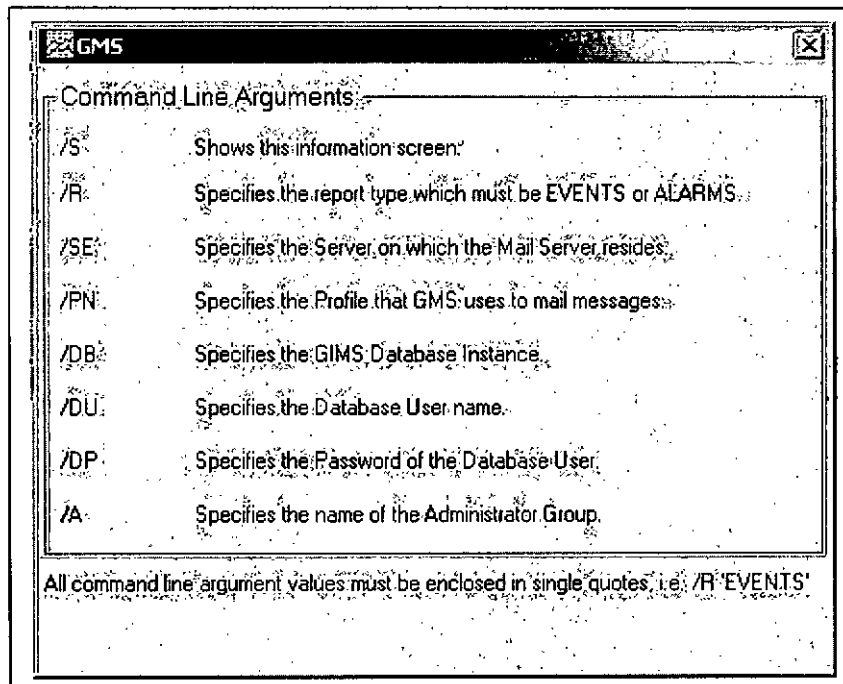 GMS
Command Line Arguments
/S Shows this information screen.
/R Specifies the report type which must be EVENTS or ALARMS.
/SE Specifies the Server on which the Mail Server resides.
/PN Specifies the Profile that GMS uses to mail messages.
/DB Specifies the GIMS Database Instance.
/DU Specifies the Database User name.
/DP Specifies the Password of the Database User.
/A Specifies the name of the Administrator Group.
All command line argument values must be enclosed in single quotes, i.e. /R 'EVENTS'